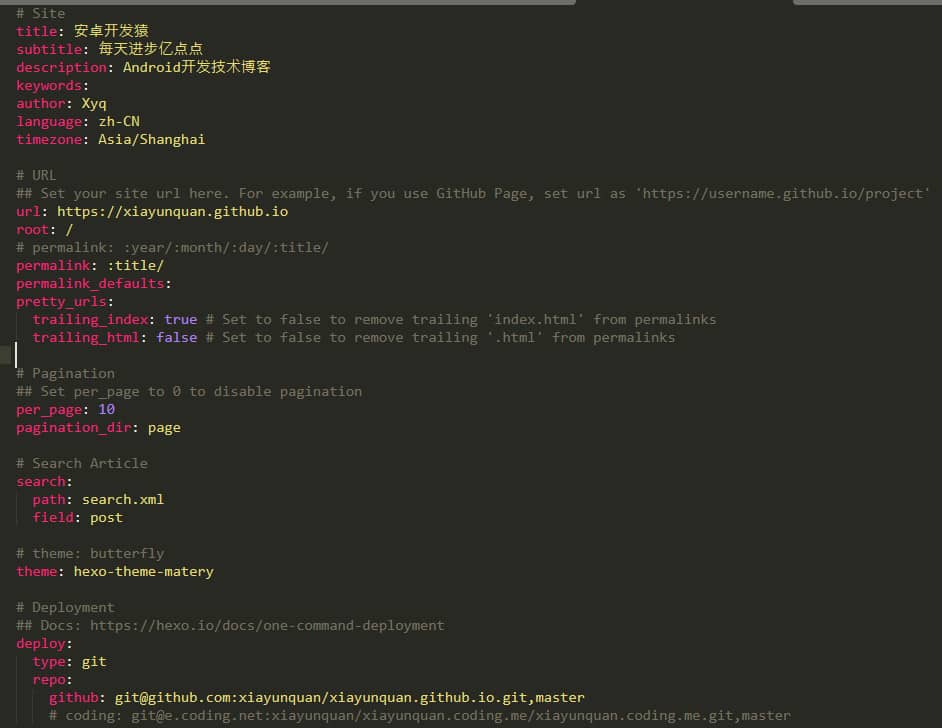 # Site
title: 安卓开发猿
subtitle: 每天进步亿点点
description: Android开发技术博客
keywords:
author: Xyq
language: zh-CN
timezone: Asia/Shanghai
# URL
## Set your site url here. For example, if you use GitHub Page, set url as 'https://username.github.io/project'
url: https://xiayunquan.github.io
root: /
# permalink: :year/:month/:day/:title/
permalink: :title/
permalink_defaults:
pretty_urls:
  trailing_index: true # Set to false to remove trailing 'index.html' from permalinks
  trailing_html: false # Set to false to remove trailing '.html' from permalinks
# Pagination
## Set per_page to 0 to disable pagination
per_page: 10
pagination_dir: page
# Search Article
search:
  path: search.xml
  field: post
# theme: butterfly
theme: hexo-theme-matery
# Deployment
## Docs: https://hexo.io/docs/one-command-deployment
deploy:
  type: git
  repo:
    github: git@github.com:xiayunquan/xiayunquan.github.io.git,master
    # coding: git@e.coding.net:xiayunquan/xiayunquan.coding.me/xiayunquan.coding.me.git,master